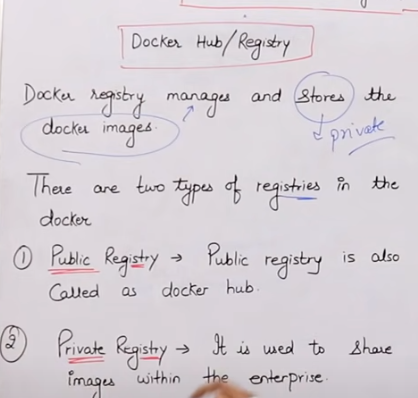 Docker Hub/Registry
Docker registry manages and stores the
docker images.
private
There are two types of registries in the
docker
① Public Registry → Public registry is also
Called as docker hub.
② Private Registry → It is used to share
images within the enterprise.